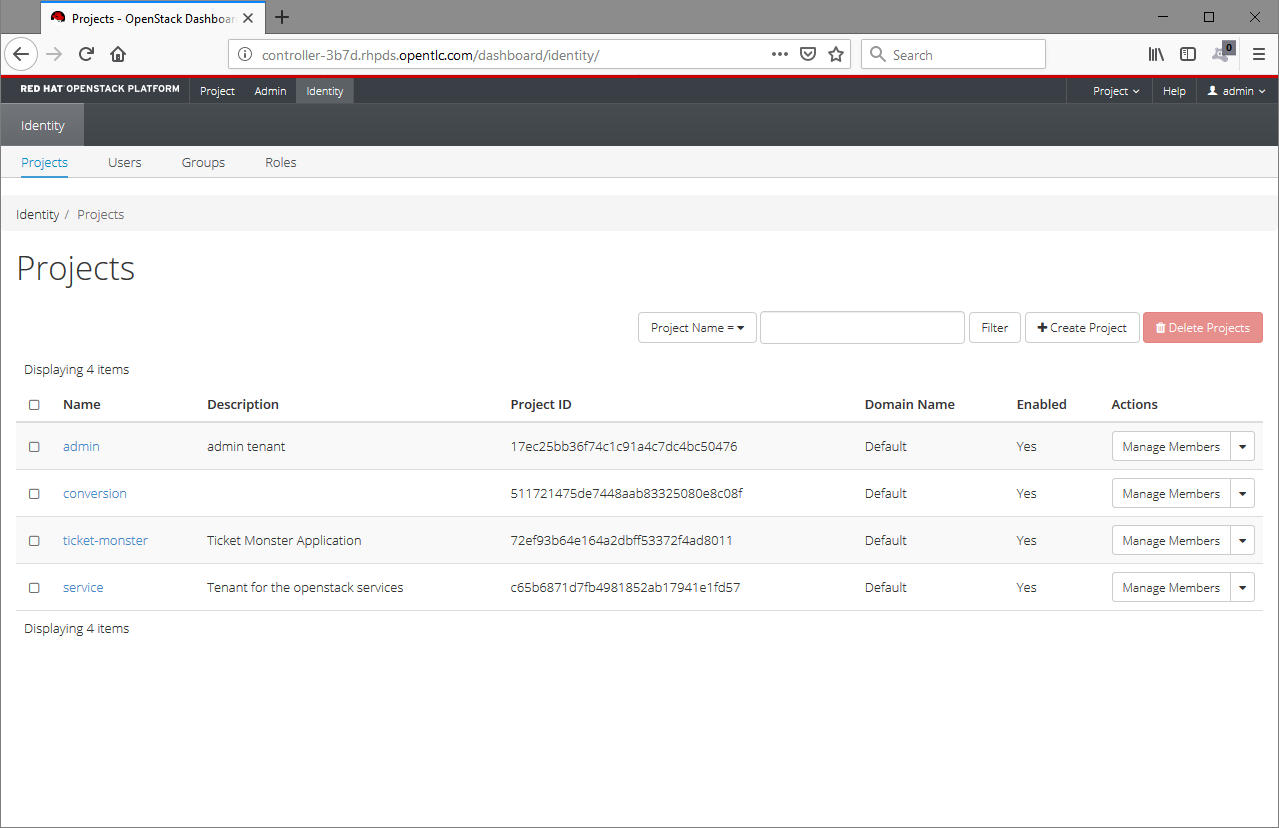 Projects - OpenStack Dashboar
controller-3b7d.rhpds.opentlc.com/dashboard/identity/
Search
0
RED HAT OPENSTACK PLATFORM Project Admin Identity Project Help admin
Identity
Projects Users Groups Roles
Identity / Projects
Projects
Project Name = Filter Create Project Delete Projects
Displaying 4 items
Name Description Project ID Domain Name Enabled Actions
admin admin tenant 17ec25bb36f74c1c91a4c7dc4bc50476 Default Yes Manage Members
conversion 511721475de7448aab83325080e8c08f Default Yes Manage Members
ticket-monster Ticket Monster Application 72ef93b64e164a2dbff53372f4ad8011 Default Yes Manage Members
service Tenant for the openstack services c65b6871d7fb4981852ab17941e1fd57 Default Yes Manage Members
Displaying 4 items